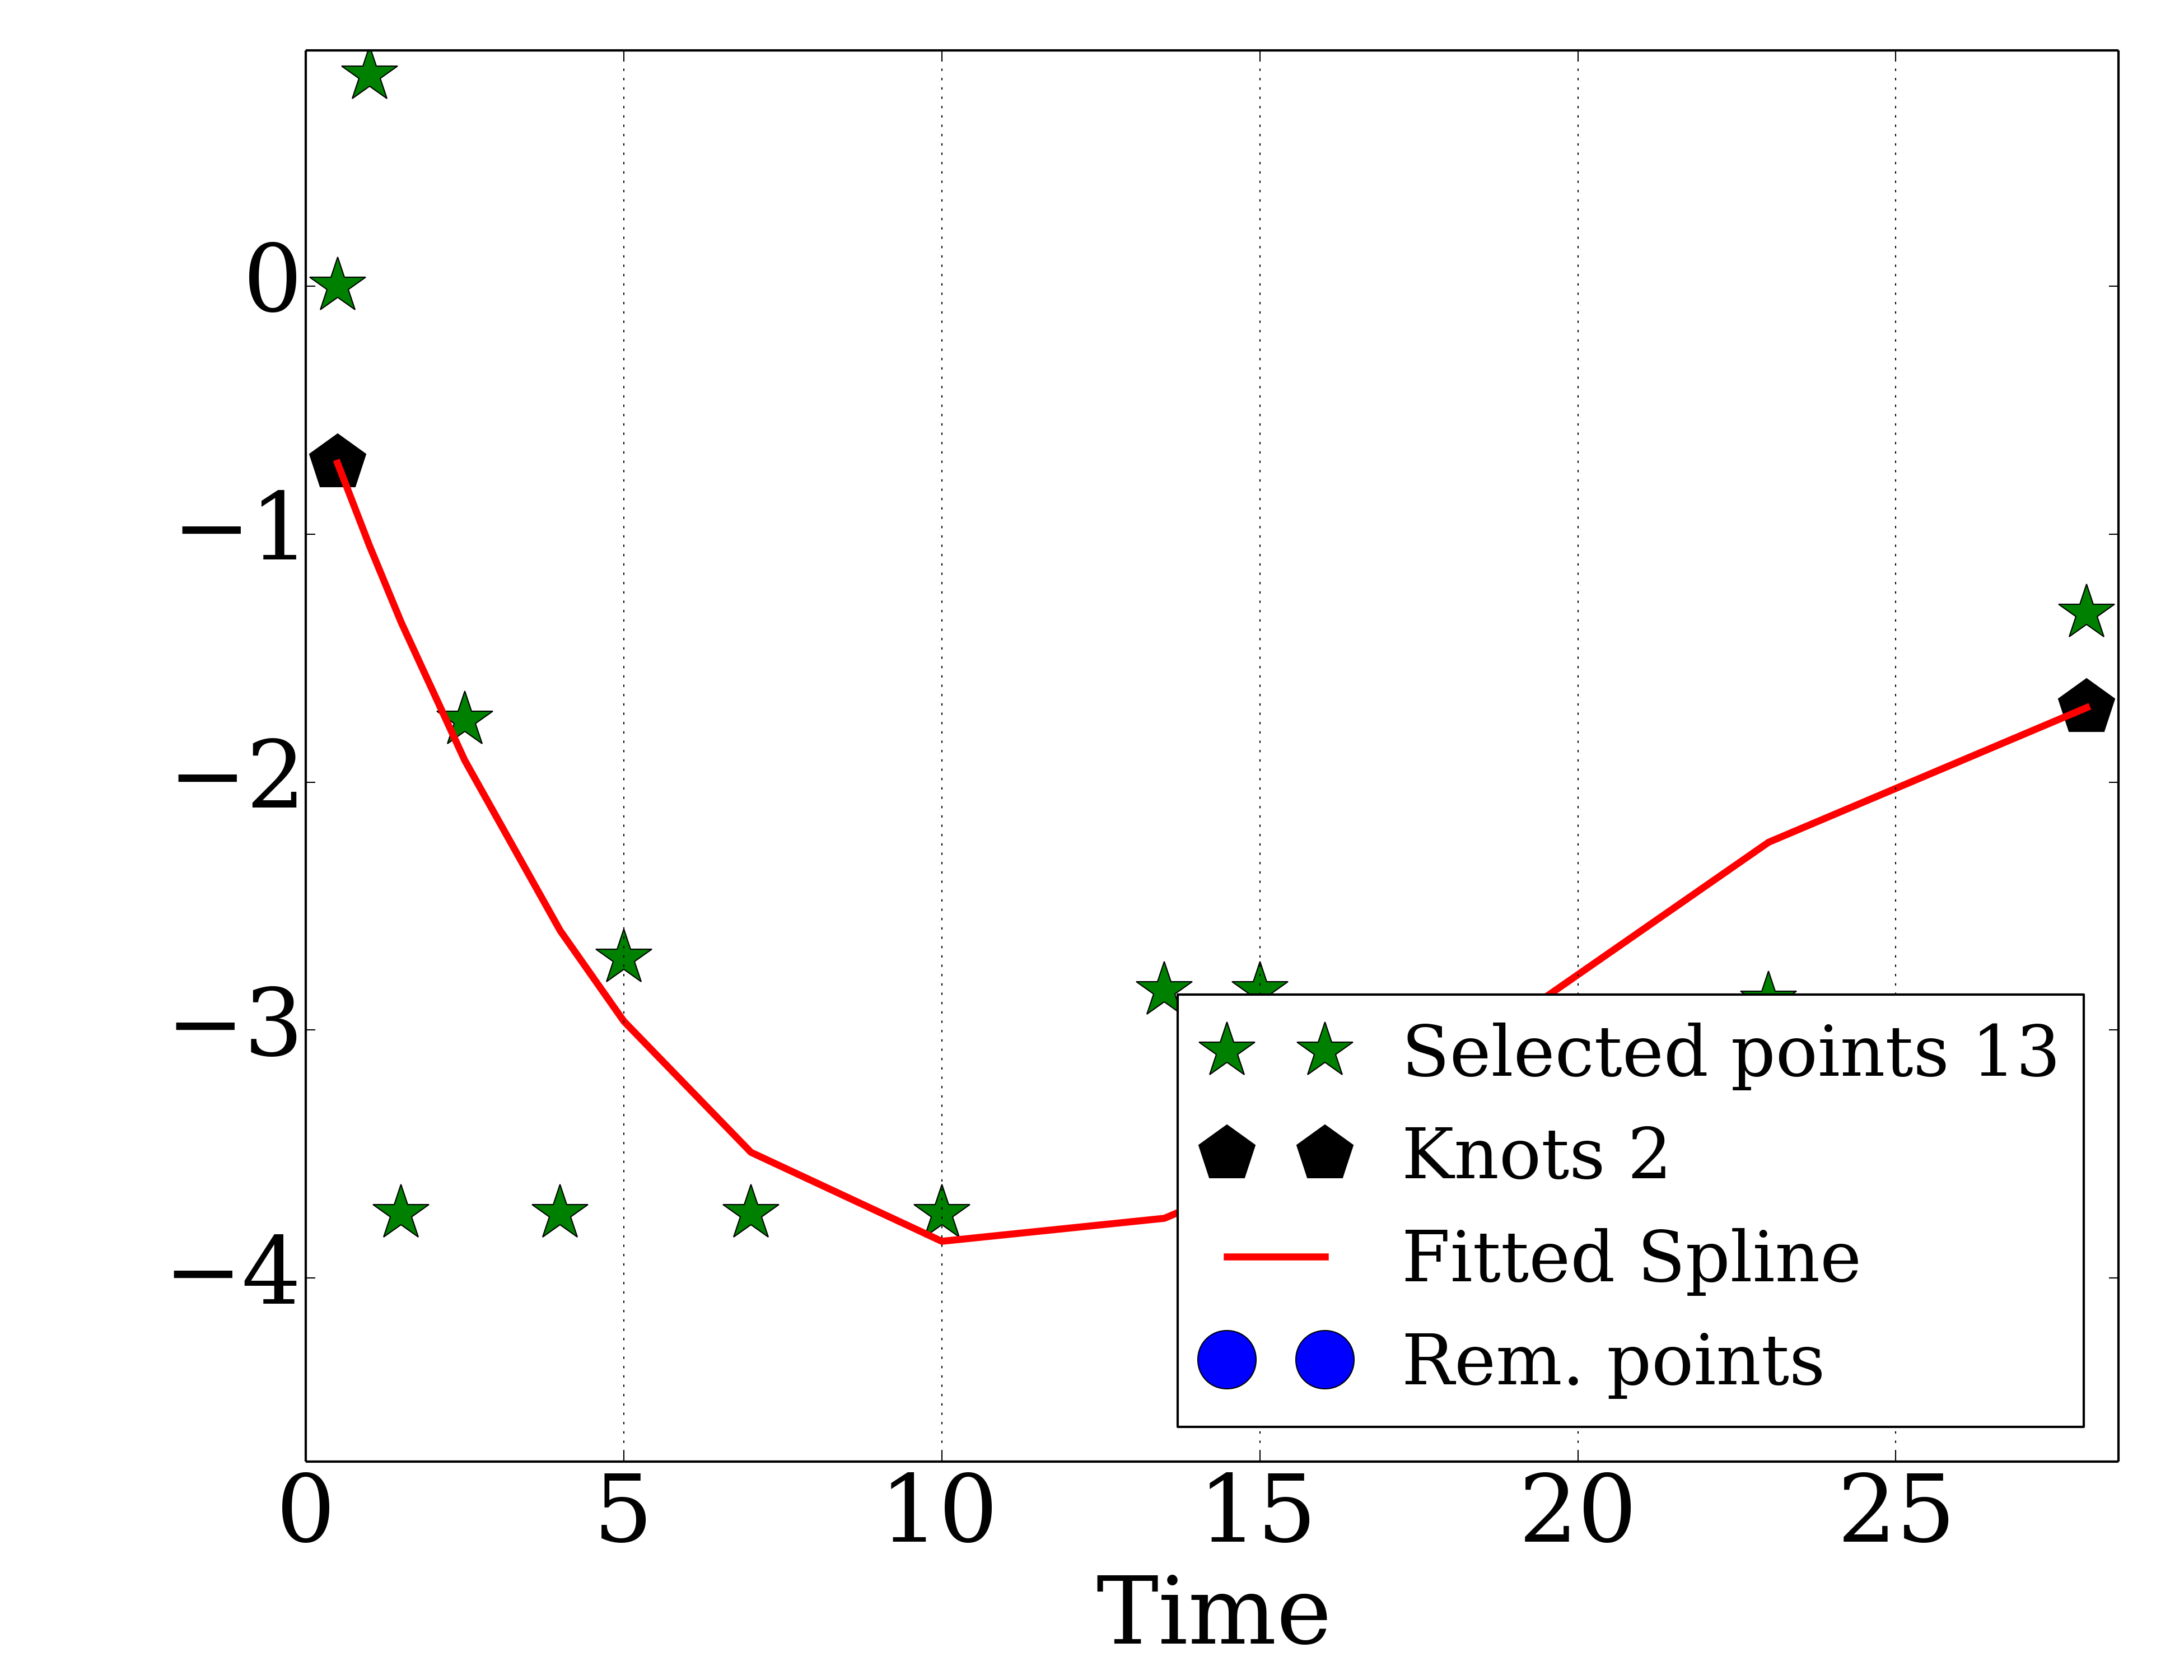 0
−1
−2
−3
−4
0 5 10 15 20 25
Time
Selected points 13
Knots 2
Fitted Spline
Rem. points